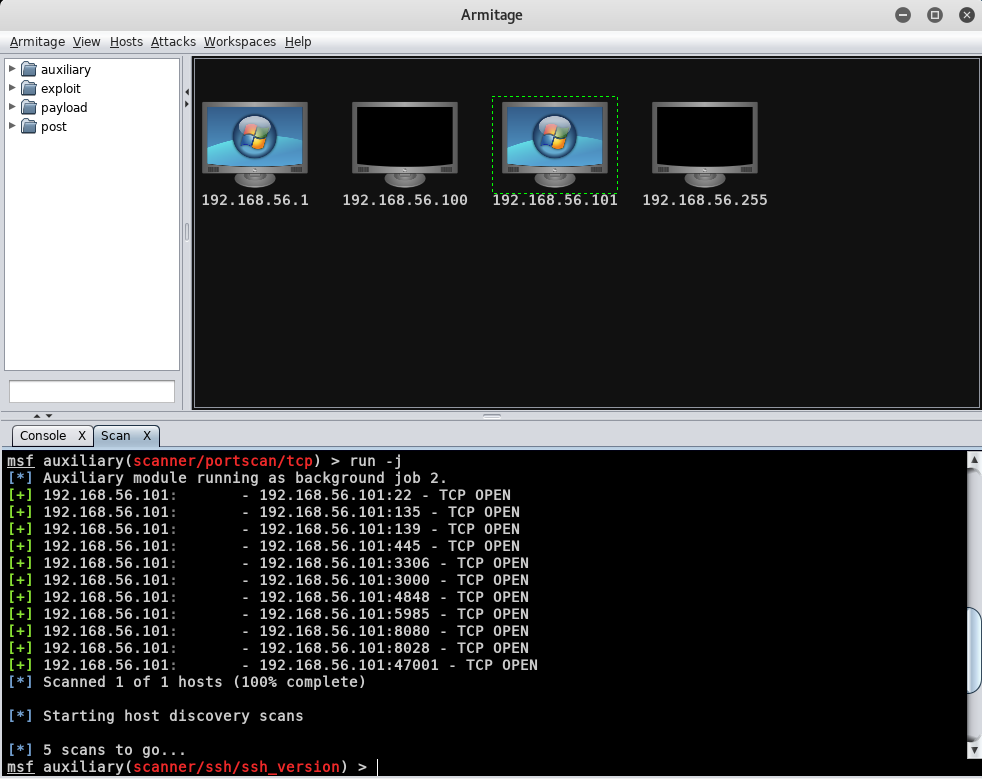 Armitage
Armitage View Hosts Attacks Workspaces Help
auxiliary
exploit
payload
post
192.168.56.1
192.168.56.100
192.168.56.101
192.168.56.255
Console X Scan X
msf auxiliary(scanner/portscan/tcp) > run -j
[*] Auxiliary module running as background job 2.
[+] 192.168.56.101: - 192.168.56.101:22 - TCP OPEN
[+] 192.168.56.101: - 192.168.56.101:135 - TCP OPEN
[+] 192.168.56.101: - 192.168.56.101:139 - TCP OPEN
[+] 192.168.56.101: - 192.168.56.101:445 - TCP OPEN
[+] 192.168.56.101: - 192.168.56.101:3306 - TCP OPEN
[+] 192.168.56.101: - 192.168.56.101:3000 - TCP OPEN
[+] 192.168.56.101: - 192.168.56.101:4848 - TCP OPEN
[+] 192.168.56.101: - 192.168.56.101:5985 - TCP OPEN
[+] 192.168.56.101: - 192.168.56.101:8080 - TCP OPEN
[+] 192.168.56.101: - 192.168.56.101:8028 - TCP OPEN
[+] 192.168.56.101: - 192.168.56.101:47001 - TCP OPEN
[*] Scanned 1 of 1 hosts (100% complete)
[*] Starting host discovery scans
[*] 5 scans to go...
msf auxiliary(scanner/ssh/ssh_version) >